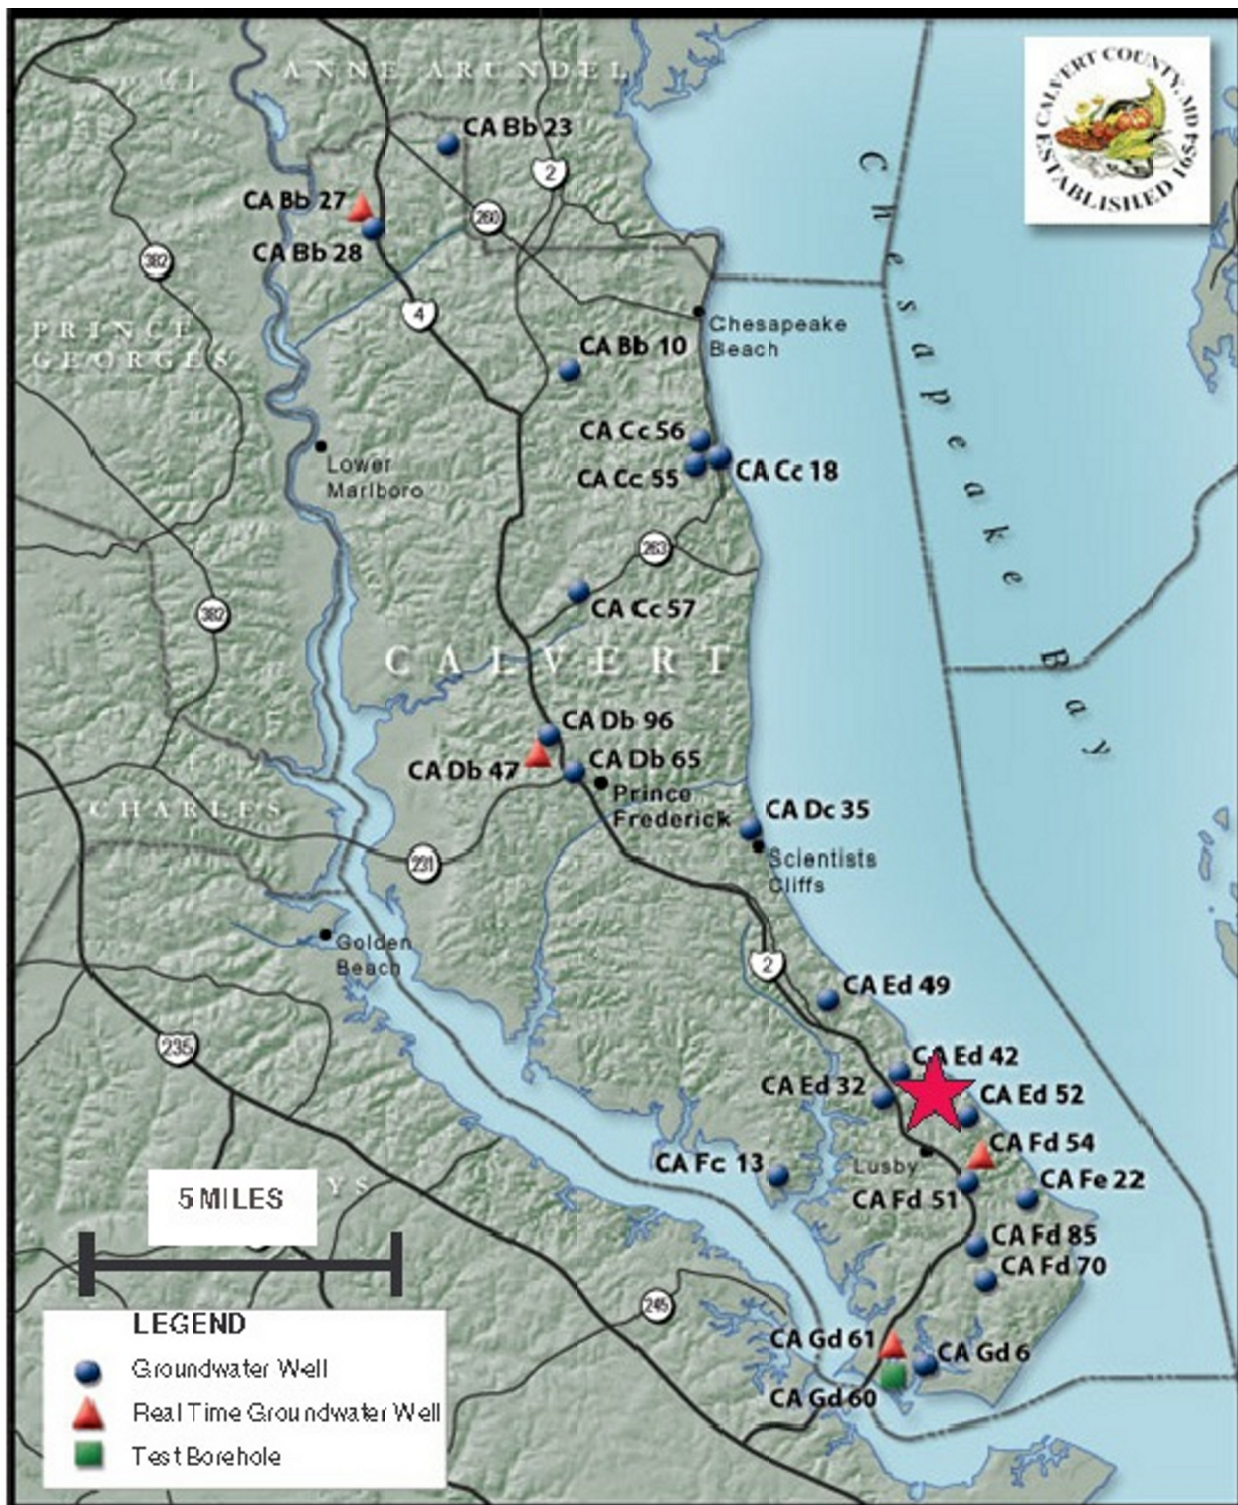 ANNE ARUNDEL
CALVERT COUNTY, MD
ESTABLISHED 1654
CA Bb 23
2
CA Bb 27
260
CA Bb 28
382
4
PRINCE
GEORGES
Chesapeake Bay
Chesapeake
Beach
CA Bb 10
CA Cc 56
CA Cc 18
CA Cc 55
Lower
Marlboro
263
382
CA Cc 57
CALVERT
CA Db 96
CA Db 65
CA Db 47
Prince
Frederick
CHARLES
CA Dc 35
Scientists
Cliffs
231
Golden
Beach
2
CA Ed 49
235
CA Ed 42
CA Ed 32
CA Ed 52
CA Fd 54
CA Fc 13
Lusby
CA Fe 22
CA Fd 51
5 MILES
YS
CA Fd 85
CA Fd 70
245
CA Gd 61
CA Gd 6
CA Gd 60
LEGEND
Groundwater Well
Real Time Groundwater Well
Test Borehole